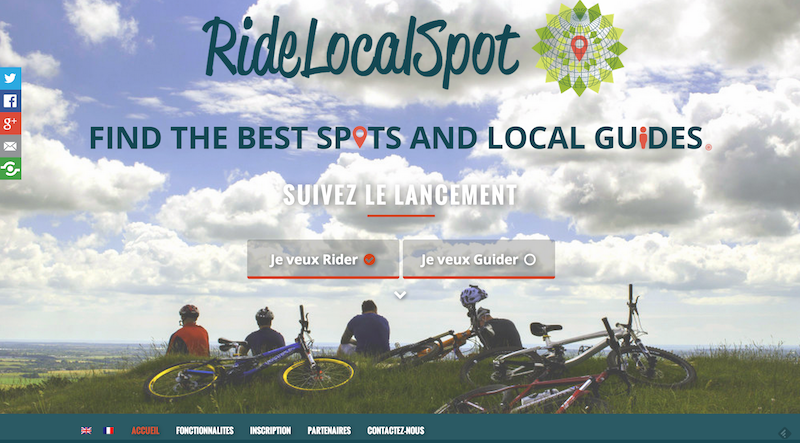 RideLocalSpot
FIND THE BEST SPOTS AND LOCAL GUIDES®
SUIVEZ LE LANCEMENT
Je veux Rider
Je veux Guider
ACCUEIL FONCTIONNALITES INSCRIPTION PARTENAIRES CONTACTEZ-NOUS